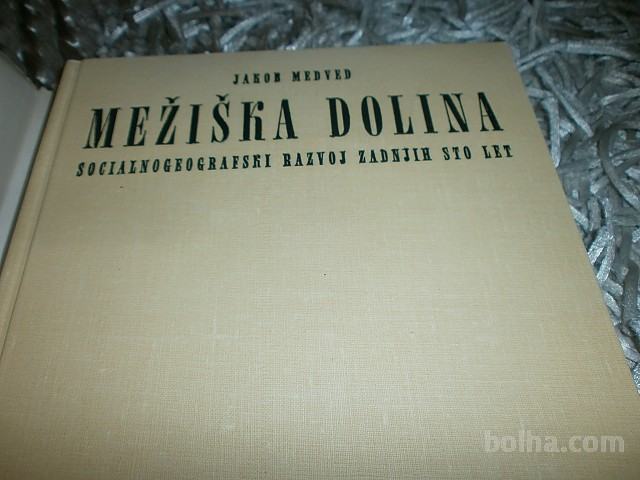 JAKOB MEDVED
MEŽIŠKA DOLINA
SOCIALNOGEOGRAFSKI RAZVOJ ZADNJIH STO LET
bolha.com